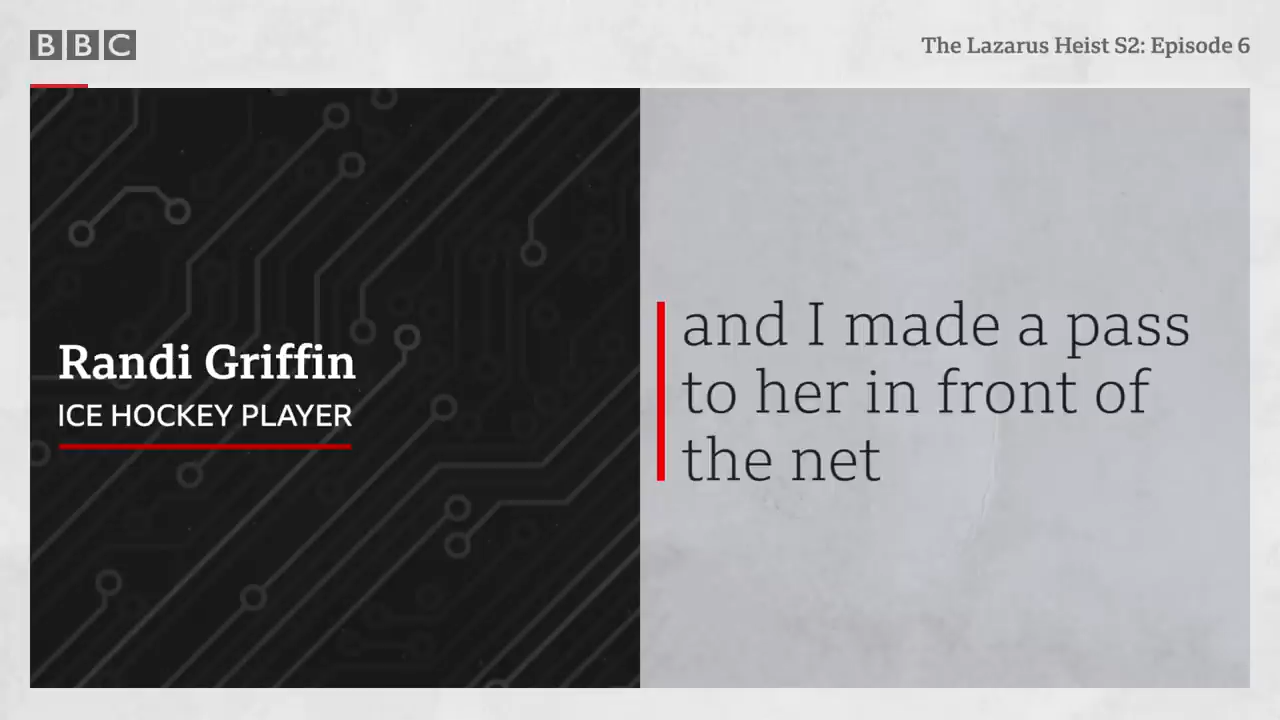 BBC
The Lazarus Heist S2: Episode 6
Randi Griffin
ICE HOCKEY PLAYER
and I made a pass
to her in front of
the net